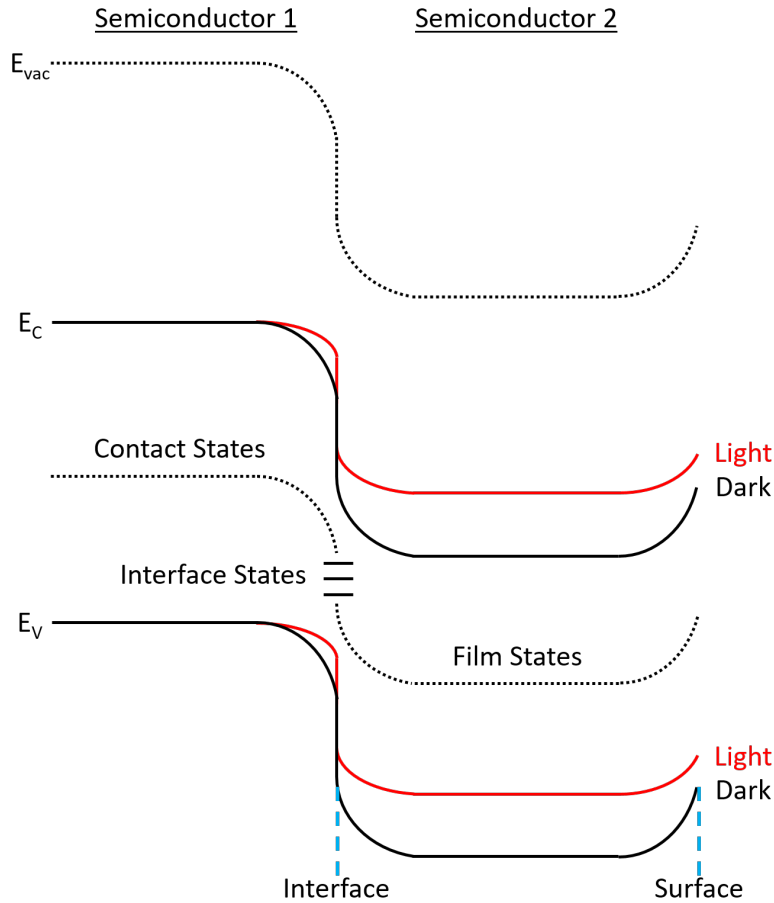 Semiconductor 1
Semiconductor 2
Evac
EC
Contact States
Light
Dark
Interface States
EV
Film States
Light
Dark
Interface
Surface